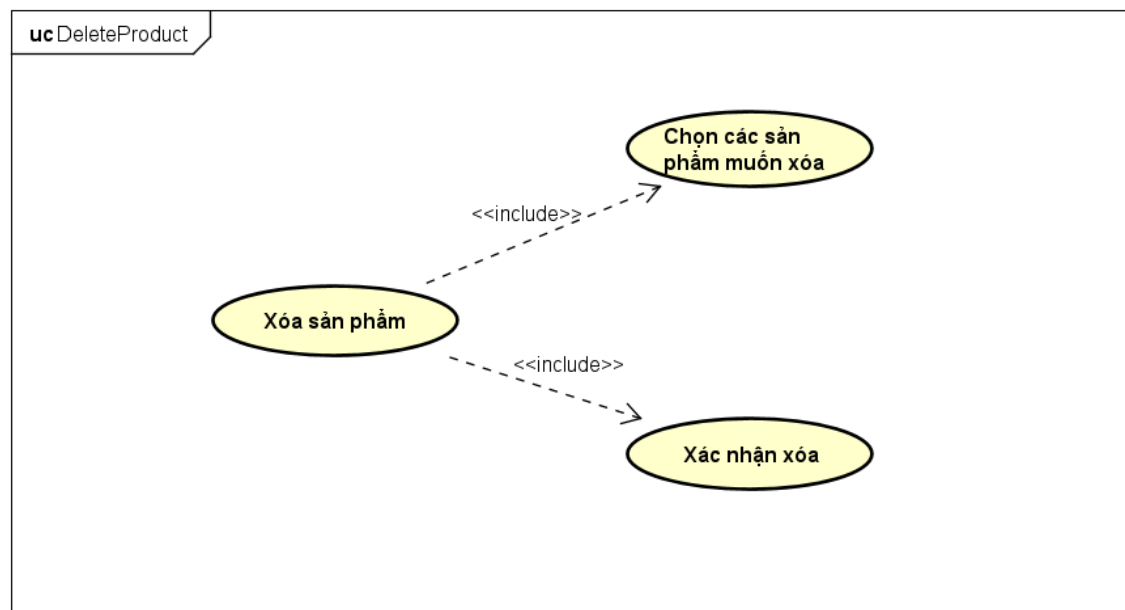 uc DeleteProduct
Chọn các sản
phẩm muốn xóa
<<include>>
Xóa sản phẩm
<<include>>
Xác nhận xóa